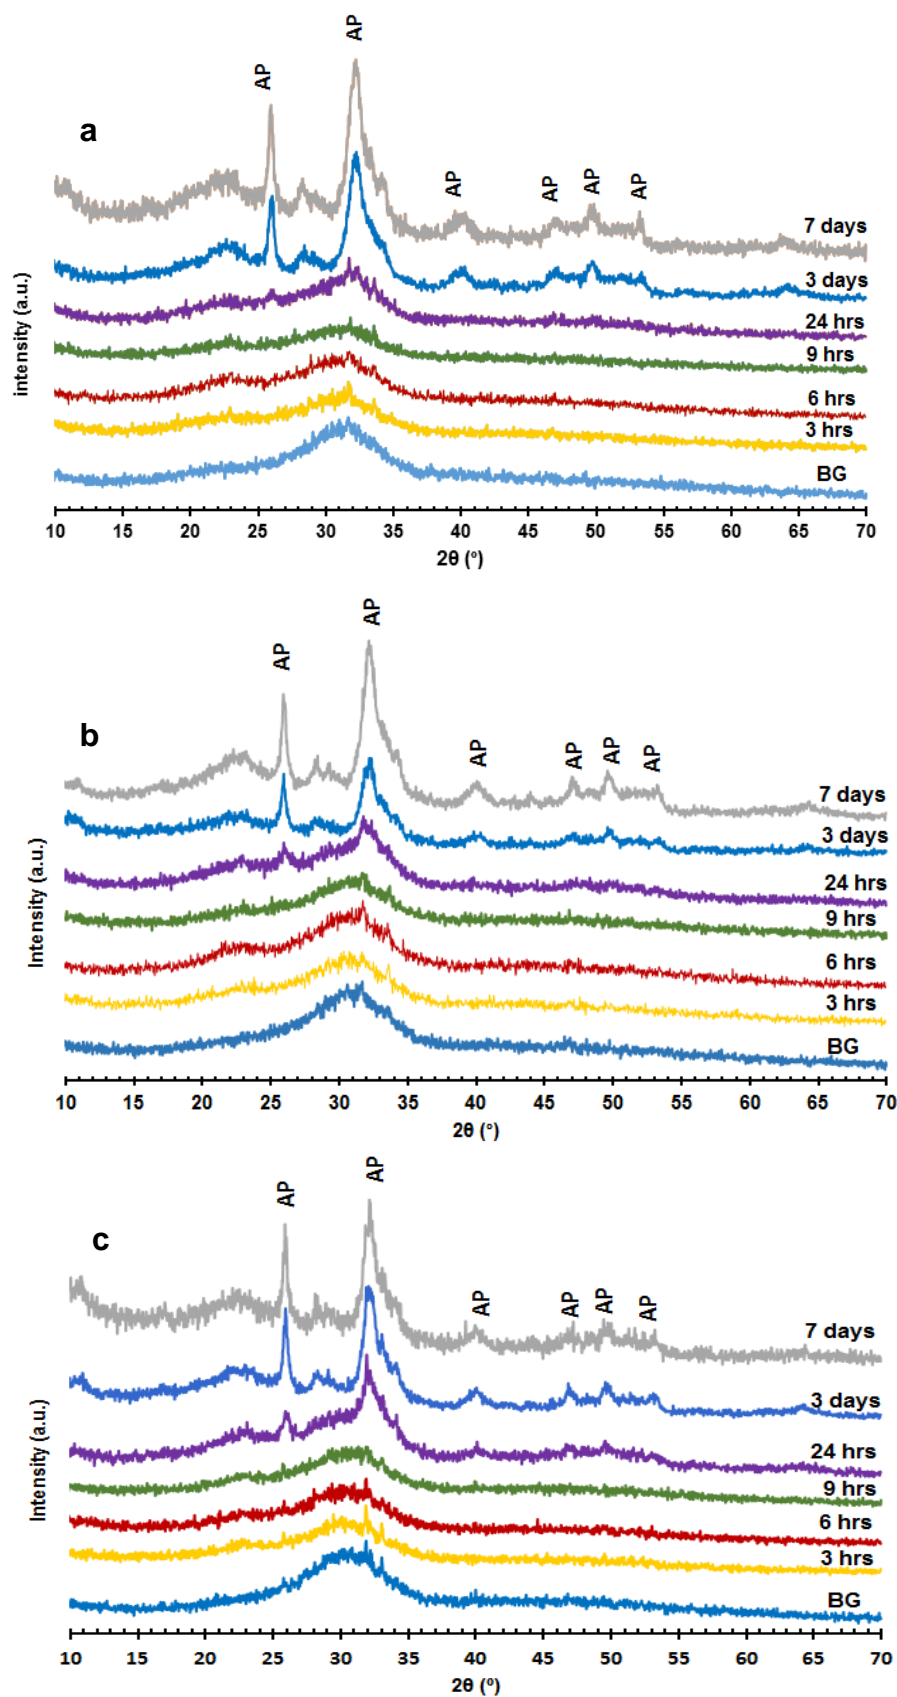 AP
AP
a
AP
AP
AP
AP
7 days
3 days
24 hrs
9 hrs
6 hrs
3 hrs
BG
intensity (a.u.)
10 15 20 25 30 35 40 45 50 55 60 65 70
2θ (°)
AP
AP
b
AP
AP
AP
AP
7 days
3 days
24 hrs
9 hrs
6 hrs
3 hrs
BG
Intensity (a.u.)
10 15 20 25 30 35 40 45 50 55 60 65 70
2θ (°)
AP
AP
c
AP
AP
AP
AP
7 days
3 days
24 hrs
9 hrs
6 hrs
3 hrs
BG
Intensity (a.u.)
10 15 20 25 30 35 40 45 50 55 60 65 70
2θ (°)